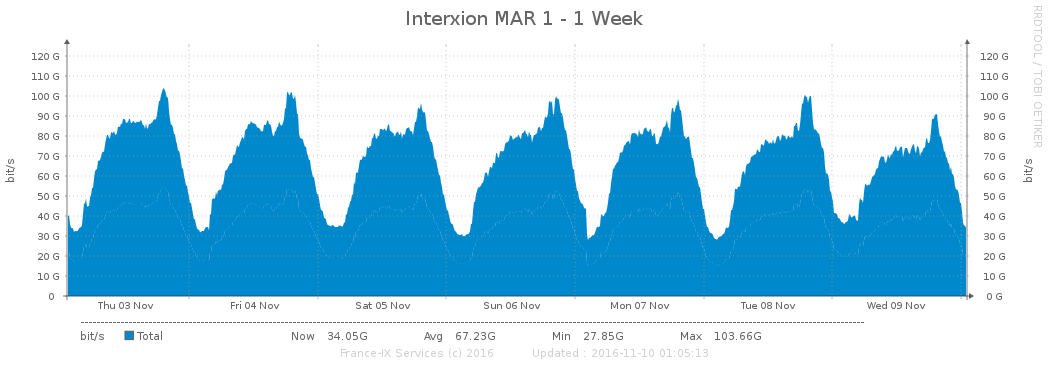 Interxion MAR 1 - 1 Week
RRDTOOL / TOBI OETIKER
120 G 120 G
110 G 110 G
100 G 100 G
90 G 90 G
80 G 80 G
70 G 70 G
60 G 60 G
50 G 50 G
40 G 40 G
30 G 30 G
20 G 20 G
10 G 10 G
0 0 G
bit/s
bit/s
Thu 03 Nov Fri 04 Nov Sat 05 Nov Sun 06 Nov Mon 07 Nov Tue 08 Nov Wed 09 Nov
bit/s Total Now 34.05G Avg 67.23G Min 27.85G Max 103.66G
France-IX Services (c) 2016 Updated : 2016-11-10 01:05:13